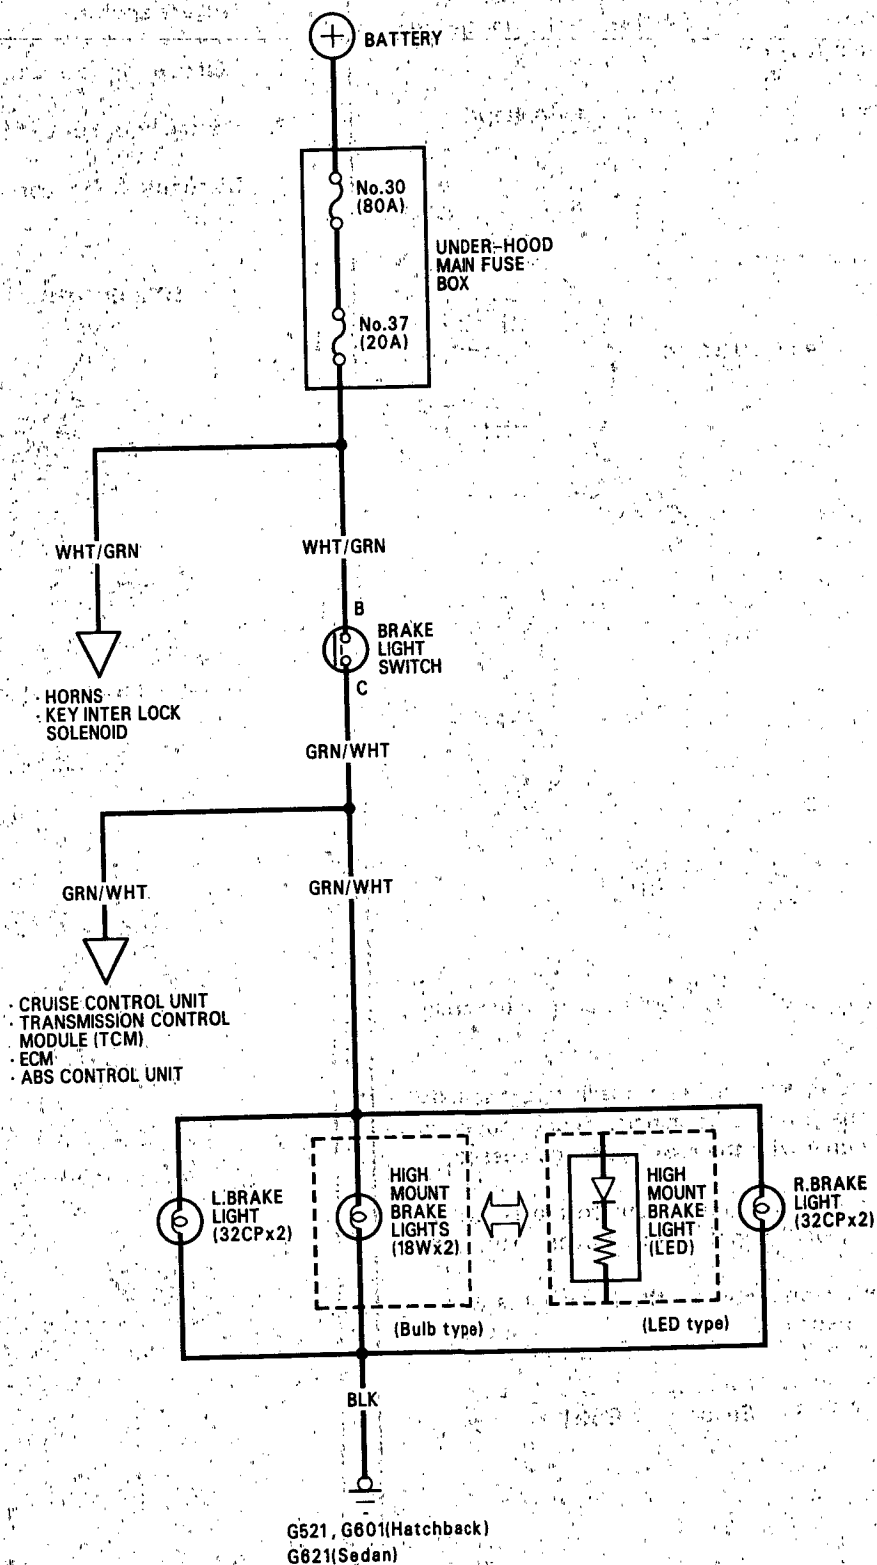 BATTERY
No.30
(80A)
UNDER-HOOD
MAIN FUSE
BOX
No.37
(20A)
WHT/GRN
WHT/GRN
B
BRAKE
LIGHT
SWITCH
C
· HORNS
· KEY INTER LOCK
SOLENOID
GRN/WHT
GRN/WHT
GRN/WHT
· CRUISE CONTROL UNIT
· TRANSMISSION CONTROL
MODULE (TCM)
· ECM
· ABS CONTROL UNIT
L.BRAKE
LIGHT
(32CPx2)
HIGH
MOUNT
BRAKE
LIGHTS
(18Wx2)
HIGH
MOUNT
BRAKE
LIGHT
(LED)
R.BRAKE
LIGHT
(32CPx2)
(Bulb type)
(LED type)
BLK
G521, G601(Hatchback)
G621(Sedan)